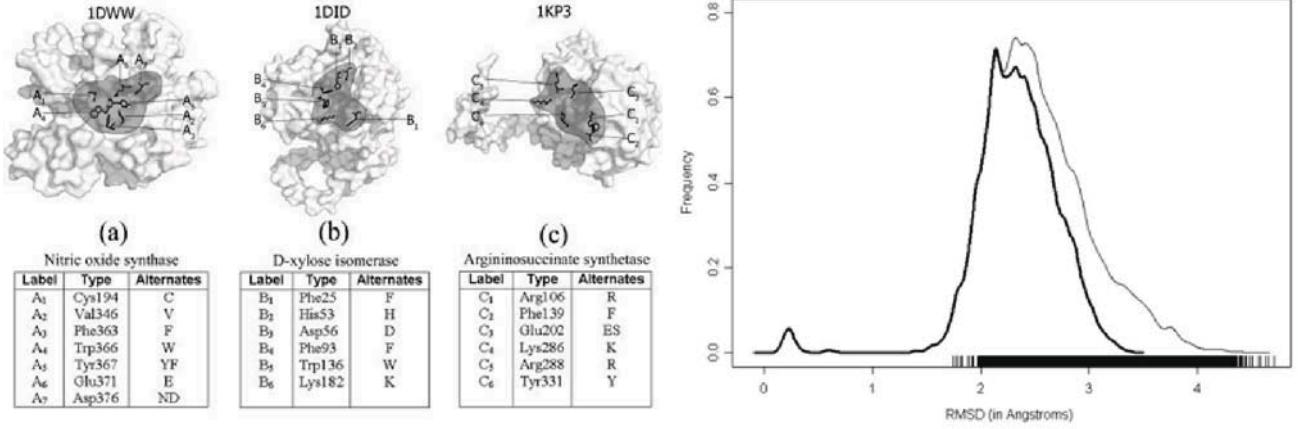 1DWW
1DID
1KP3
(a)
(b)
(c)
Nitric oxide synthase
Label Type Alternates
A1 Cys194 C
A2 Val346 V
A3 Phe363 F
A4 Trp366 W
A5 Tyr367 YF
A6 Glu371 E
A7 Asp376 ND
D-xylose isomerase
Label Type Alternates
B1 Phe25 F
B2 His53 H
B3 Asp56 D
B4 Phe93 F
B5 Trp136 W
B6 Lys182 K
Argininosuccinate synthetase
Label Type Alternates
C1 Arg106 R
C2 Phe139 F
C3 Glu202 ES
C4 Lys286 K
C5 Arg288 R
C6 Tyr331 Y
Frequency
0.8
0.6
0.4
0.2
0.0
0 1 2 3 4
RMSD (in Angstroms)